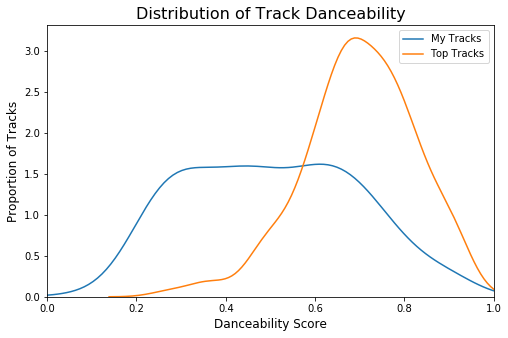 Distribution of Track Danceability
My Tracks
Top Tracks
Proportion of Tracks
3.0
2.5
2.0
1.5
1.0
0.5
0.0
0.0 0.2 0.4 0.6 0.8 1.0
Danceability Score